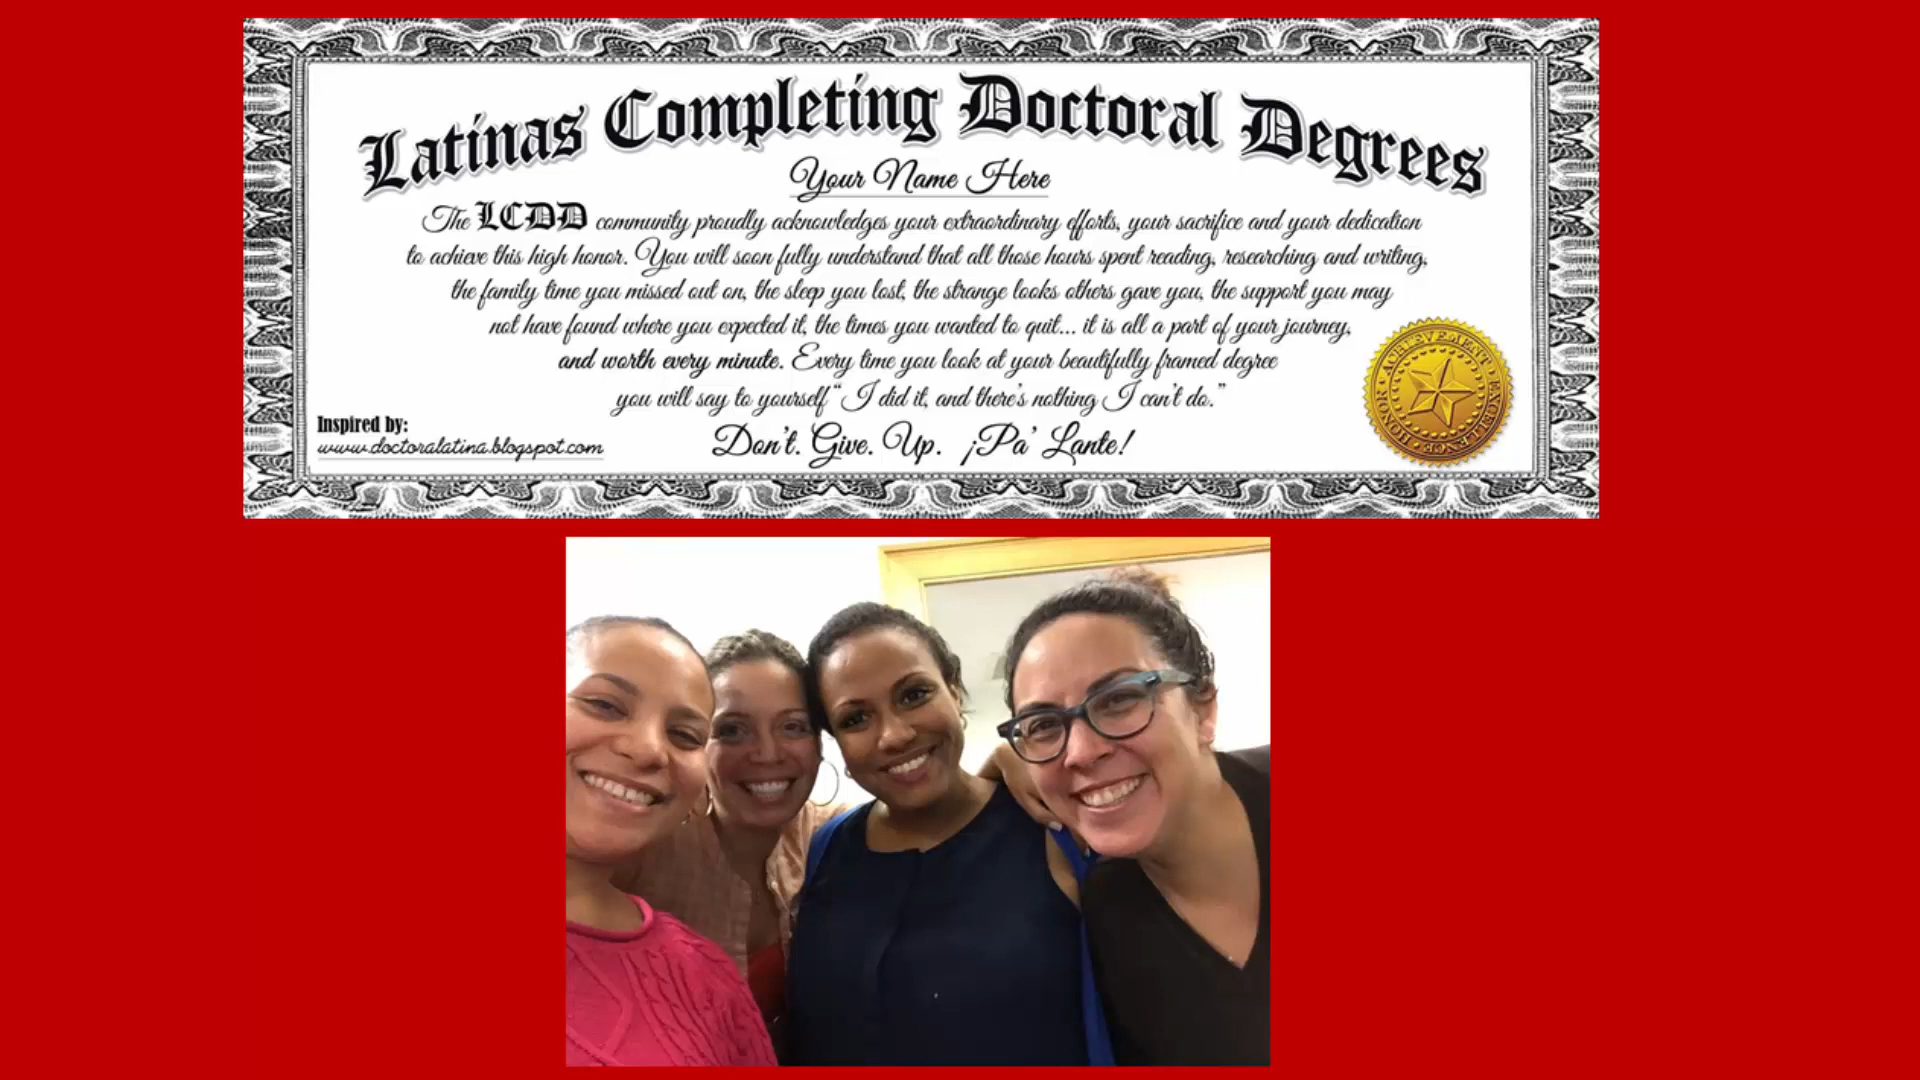 Latinas Completing Doctoral Degrees
Your Name Here
The LCDD community proudly acknowledges your extraordinary efforts, your sacrifice and your dedication
to achieve this high honor. You will soon fully understand that all those hours spent reading, researching and writing,
the family time you missed out on, the sleep you lost, the strange looks others gave you, the support you may
not have found where you expected it, the times you wanted to quit... it is all a part of your journey,
and worth every minute. Every time you look at your beautifully framed degree
you will say to yourself “I did it, and there's nothing I can't do.”
Inspired by:
www.doctoralatina.blogspot.com
Don't. Give. Up. ¡Pa' Lante!
HONOR ★ ACHIEVEMENT ★ EXCELLENCE ★